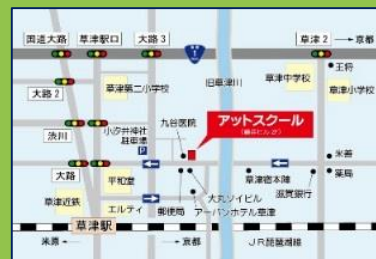 国道大路
草津駅口
大路3
1
草津2
→京都
王将
大路2
草津第二小学校
旧草津川
草津中学校
草津小学校
渋川
小汐井神社
駐車場
P
九谷医院
アットスクール
(藤井ビル2F)
大路
平和堂
草津宿本陣
滋賀銀行
米善
薬局
草津近鉄
エルティ
郵便局
大丸ソイビル
アーバンホテル草津
草津駅
米原←
→京都
JR琵琶湖線